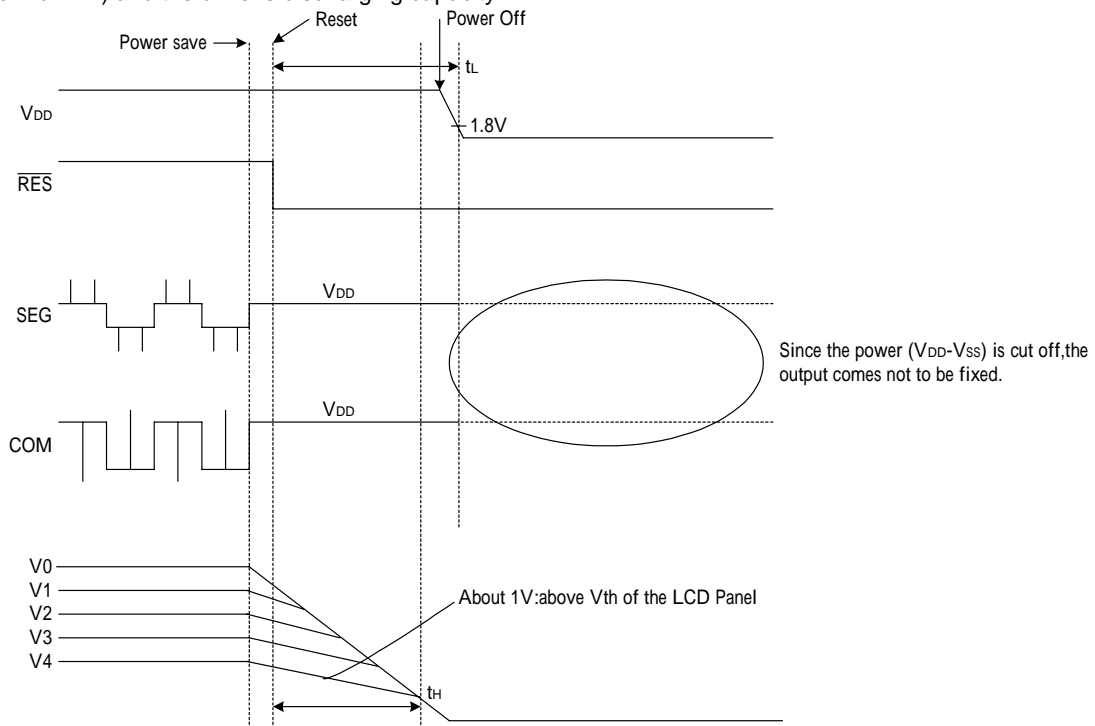 Reset
Power Off
Power save
tL
VDD
1.8V
RES
VDD
SEG
Since the power (VDD-VSS) is cut off,the
output comes not to be fixed.
VDD
COM
V0
V1
About 1V:above Vth of the LCD Panel
V2
V3
V4
tH